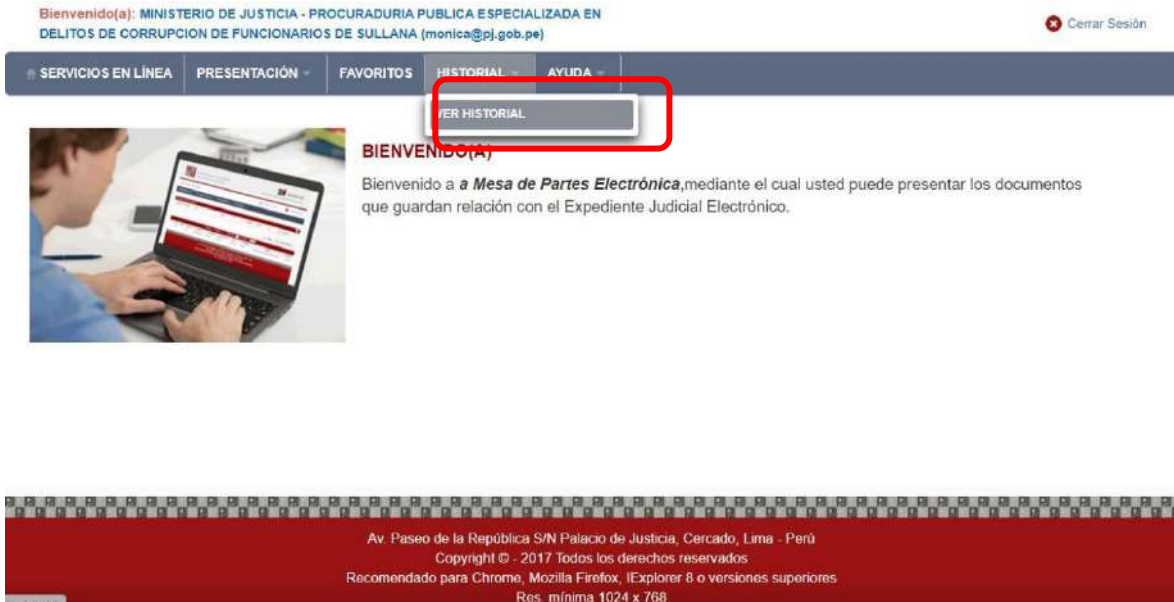 Bienvenido(a): MINISTERIO DE JUSTICIA - PROCURADURIA PUBLICA ESPECIALIZADA EN
DELITOS DE CORRUPCION DE FUNCIONARIOS DE SULLANA (monica@pj.gob.pe)
Cerrar Sesión
SERVICIOS EN LÍNEA PRESENTACIÓN FAVORITOS HISTORIAL AYUDA
VER HISTORIAL
BIENVENIDO(A)
Bienvenido a a Mesa de Partes Electrónica,mediante el cual usted puede presentar los documentos
que guardan relación con el Expediente Judicial Electrónico.
Av. Paseo de la República S/N Palacio de Justicia, Cercado, Lima - Perú
Copyright © - 2017 Todos los derechos reservados
Recomendado para Chrome, Mozilla Firefox, IExplorer 8 o versiones superiores
Res. mínima 1024 x 768